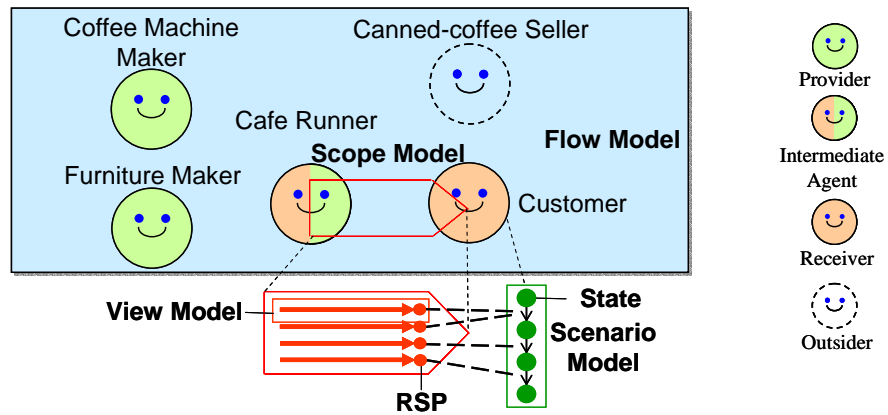 Coffee Machine
Maker
Canned-coffee Seller
Cafe Runner
Flow Model
Scope Model
Furniture Maker
Customer
View Model
State
Scenario
Model
RSP
Provider
Intermediate
Agent
Receiver
Outsider